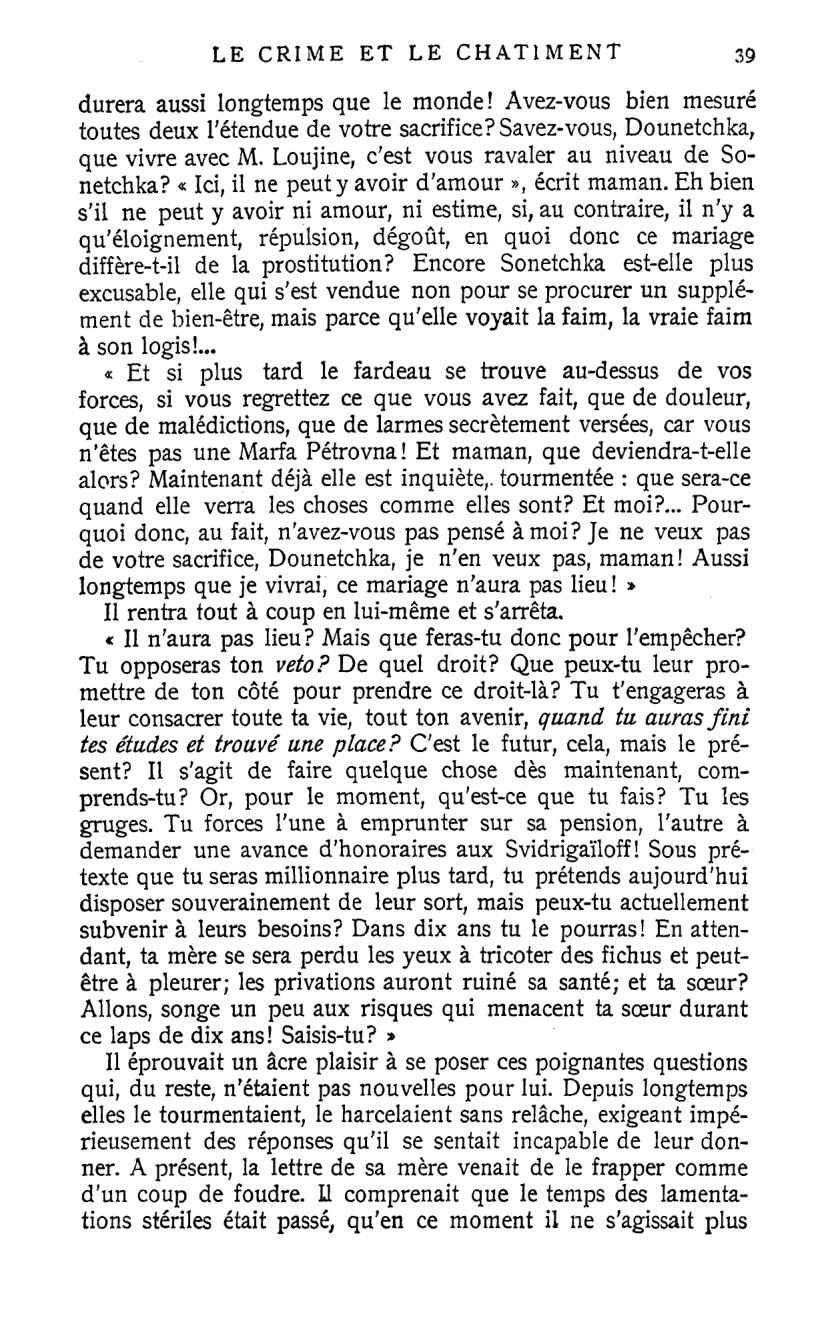 LE CRIME ET LE CHATIMENT 39
durera aussi longtemps que le monde! Avez-vous bien mesuré
toutes deux l'étendue de votre sacrifice? Savez-vous, Dounetchka,
que vivre avec M. Loujine, c'est vous ravaler au niveau de So-
netchka? « Ici, il ne peut y avoir d'amour », écrit maman. Eh bien
s'il ne peut y avoir ni amour, ni estime, si, au contraire, il n'y a
qu'éloignement, répulsion, dégoût, en quoi donc ce mariage
diffère-t-il de la prostitution? Encore Sonetchka est-elle plus
excusable, elle qui s'est vendue non pour se procurer un supplé-
ment de bien-être, mais parce qu'elle voyait la faim, la vraie faim
à son logis!...
« Et si plus tard le fardeau se trouve au-dessus de vos
forces, si vous regrettez ce que vous avez fait, que de douleur,
que de malédictions, que de larmes secrètement versées, car vous
n'êtes pas une Marfa Pétrovna! Et maman, que deviendra-t-elle
alors? Maintenant déjà elle est inquiète,. tourmentée : que sera-ce
quand elle verra les choses comme elles sont? Et moi?... Pour-
quoi donc, au fait, n'avez-vous pas pensé à moi? Je ne veux pas
de votre sacrifice, Dounetchka, je n'en veux pas, maman! Aussi
longtemps que je vivrai, ce mariage n'aura pas lieu! »
Il rentra tout à coup en lui-même et s'arrêta.
« Il n'aura pas lieu? Mais que feras-tu donc pour l'empêcher?
Tu opposeras ton veto? De quel droit? Que peux-tu leur pro-
mettre de ton côté pour prendre ce droit-là? Tu t'engageras à
leur consacrer toute ta vie, tout ton avenir, quand tu auras fini
tes études et trouvé une place? C'est le futur, cela, mais le pré-
sent? Il s'agit de faire quelque chose dès maintenant, com-
prends-tu? Or, pour le moment, qu'est-ce que tu fais? Tu les
gruges. Tu forces l'une à emprunter sur sa pension, l'autre à
demander une avance d'honoraires aux Svidrigaïloff! Sous pré-
texte que tu seras millionnaire plus tard, tu prétends aujourd'hui
disposer souverainement de leur sort, mais peux-tu actuellement
subvenir à leurs besoins? Dans dix ans tu le pourras! En atten-
dant, ta mère se sera perdu les yeux à tricoter des fichus et peut-
être à pleurer; les privations auront ruiné sa santé; et ta sœur?
Allons, songe un peu aux risques qui menacent ta sœur durant
ce laps de dix ans! Saisis-tu? »
Il éprouvait un âcre plaisir à se poser ces poignantes questions
qui, du reste, n'étaient pas nouvelles pour lui. Depuis longtemps
elles le tourmentaient, le harcelaient sans relâche, exigeant impé-
rieusement des réponses qu'il se sentait incapable de leur don-
ner. A présent, la lettre de sa mère venait de le frapper comme
d'un coup de foudre. Il comprenait que le temps des lamenta-
tions stériles était passé, qu'en ce moment il ne s'agissait plus